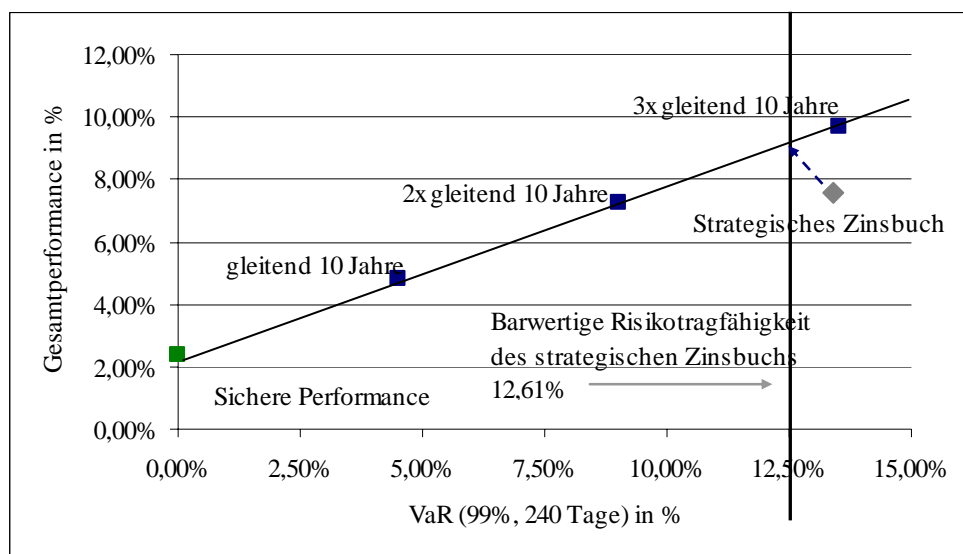 12,00%
10,00%
8,00%
6,00%
4,00%
2,00%
0,00%
Gesamtperformance in %
3x gleitend 10 Jahre
2x gleitend 10 Jahre
Strategisches Zinsbuch
gleitend 10 Jahre
Barwertige Risikotragfähigkeit
des strategischen Zinsbuchs
12,61%
Sichere Performance
0,00% 2,50% 5,00% 7,50% 10,00% 12,50% 15,00%
VaR (99%, 240 Tage) in %